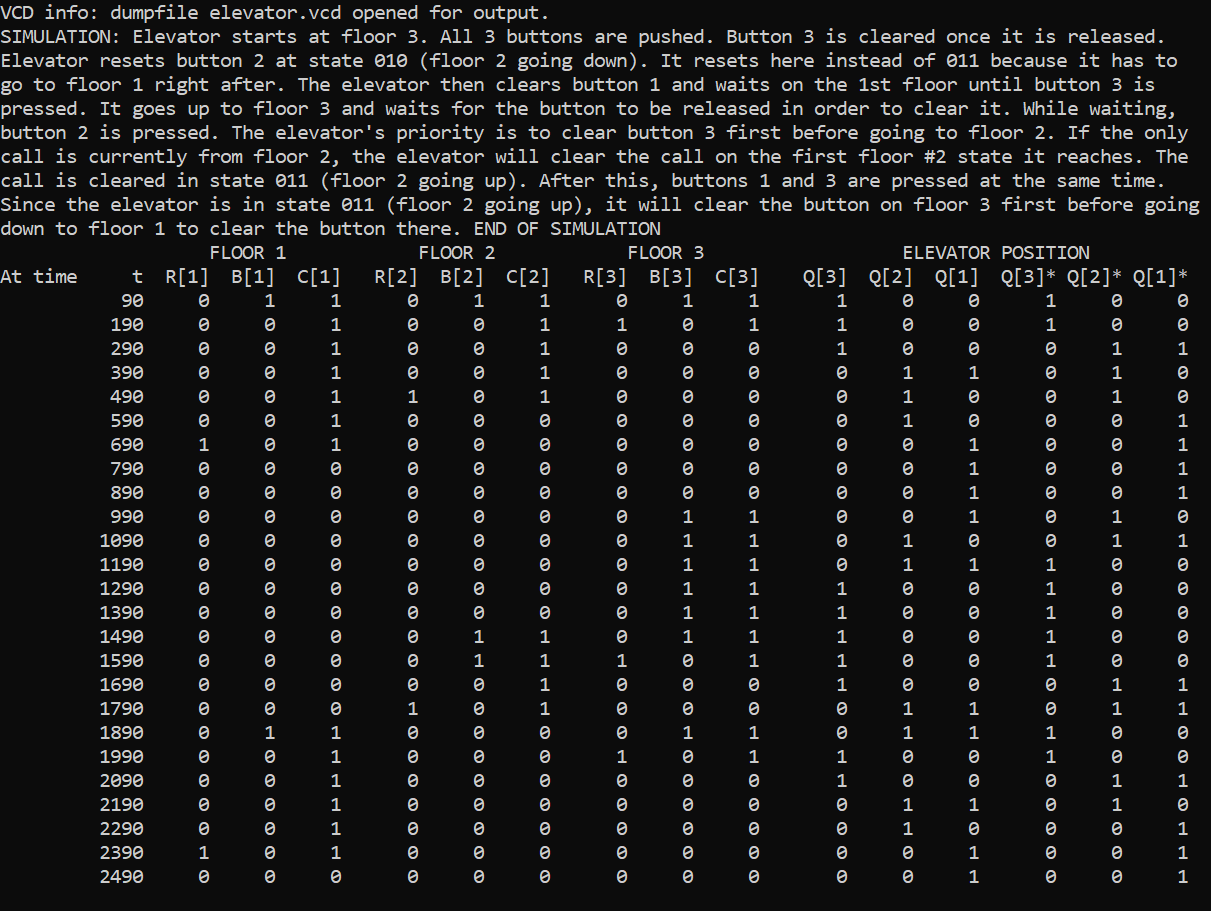 VCD info: dumpfile elevator.vcd opened for output.
SIMULATION: Elevator starts at floor 3. All 3 buttons are pushed. Button 3 is cleared once it is released.
Elevator resets button 2 at state 010 (floor 2 going down). It resets here instead of 011 because it has to
go to floor 1 right after. The elevator then clears button 1 and waits on the 1st floor until button 3 is
pressed. It goes up to floor 3 and waits for the button to be released in order to clear it. While waiting,
button 2 is pressed. The elevator's priority is to clear button 3 first before going to floor 2. If the only
call is currently from floor 2, the elevator will clear the call on the first floor #2 state it reaches. The
call is cleared in state 011 (floor 2 going up). After this, buttons 1 and 3 are pressed at the same time.
Since the elevator is in state 011 (floor 2 going up), it will clear the button on floor 3 first before going
down to floor 1 to clear the button there. END OF SIMULATION
FLOOR 1 FLOOR 2 FLOOR 3 ELEVATOR POSITION
At time t R[1] B[1] C[1] R[2] B[2] C[2] R[3] B[3] C[3] Q[3] Q[2] Q[1] Q[3]* Q[2]* Q[1]*
90 0 1 1 0 1 1 0 1 1 1 0 0 1 0 0
190 0 0 1 0 0 1 1 0 1 1 0 0 1 0 0
290 0 0 1 0 0 1 0 0 0 1 0 0 0 1 1
390 0 0 1 0 0 1 0 0 0 0 1 1 0 1 0
490 0 0 1 1 0 1 0 0 0 0 1 0 0 1 0
590 0 0 1 0 0 0 0 0 0 0 1 0 0 0 1
690 1 0 1 0 0 0 0 0 0 0 0 1 0 0 1
790 0 0 0 0 0 0 0 0 0 0 0 1 0 0 1
890 0 0 0 0 0 0 0 0 0 0 0 1 0 0 1
990 0 0 0 0 0 0 0 1 1 0 0 1 0 1 0
1090 0 0 0 0 0 0 0 1 1 0 1 0 0 1 1
1190 0 0 0 0 0 0 0 1 1 0 1 1 1 0 0
1290 0 0 0 0 0 0 0 1 1 1 0 0 1 0 0
1390 0 0 0 0 0 0 0 1 1 1 0 0 1 0 0
1490 0 0 0 0 1 1 0 1 1 1 0 0 1 0 0
1590 0 0 0 0 1 1 1 0 1 1 0 0 1 0 0
1690 0 0 0 0 0 1 0 0 0 1 0 0 0 1 1
1790 0 0 0 1 0 1 0 0 0 0 1 1 0 1 1
1890 0 1 1 0 0 0 0 1 1 0 1 1 1 0 0
1990 0 0 1 0 0 0 1 0 1 1 0 0 1 0 0
2090 0 0 1 0 0 0 0 0 0 1 0 0 0 1 1
2190 0 0 1 0 0 0 0 0 0 0 1 1 0 1 0
2290 0 0 1 0 0 0 0 0 0 0 1 0 0 0 1
2390 1 0 1 0 0 0 0 0 0 0 0 1 0 0 1
2490 0 0 0 0 0 0 0 0 0 0 0 1 0 0 1